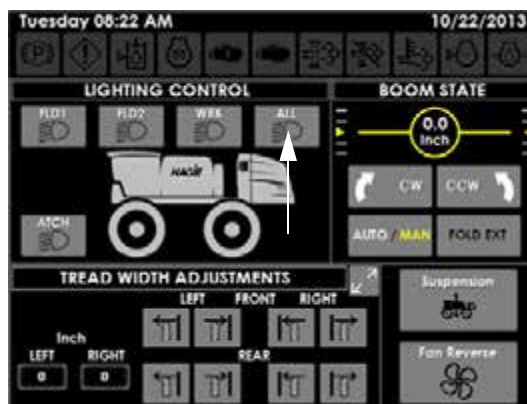 Tuesday 08:22 AM 10/22/2013
(P)
LIGHTING CONTROL BOOM STATE
FLD1 FLD2 WRK ALL
0.0
Inch
HAGIE
CW CCW
ATCH
AUTO / MAN FOLD EXT
TREAD WIDTH ADJUSTMENTS
Suspension
LEFT FRONT RIGHT
Inch
LEFT RIGHT REAR
0 0
Fan Reverse